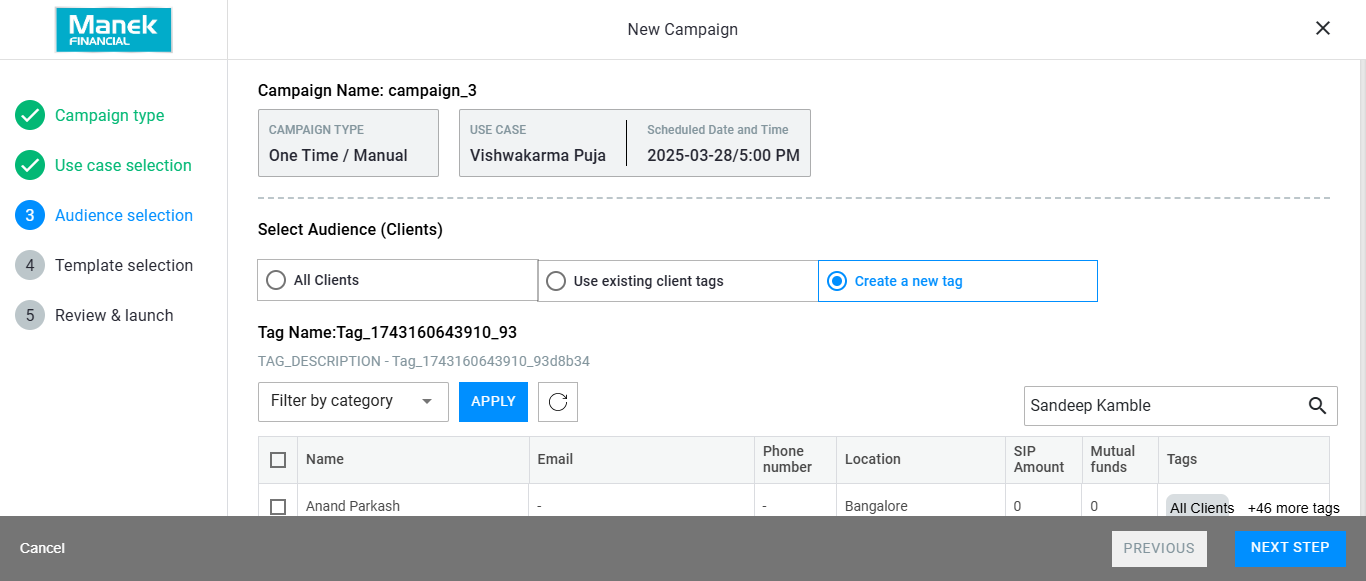 Manek
FINANCIAL
New Campaign
Campaign type
Use case selection
3 Audience selection
4 Template selection
5 Review & launch
Campaign Name: campaign_3
CAMPAIGN TYPE
One Time / Manual
USE CASE
Vishwakarma Puja
Scheduled Date and Time
2025-03-28/5:00 PM
Select Audience (Clients)
All Clients
Use existing client tags
Create a new tag
Tag Name:Tag_1743160643910_93
TAG_DESCRIPTION - Tag_1743160643910_93d8b34
Filter by category
APPLY
Sandeep Kamble
Name Email Phone number Location SIP Amount Mutual funds Tags
Anand Parkash - - Bangalore 0 0 All Clients +46 more tags
Cancel
PREVIOUS
NEXT STEP